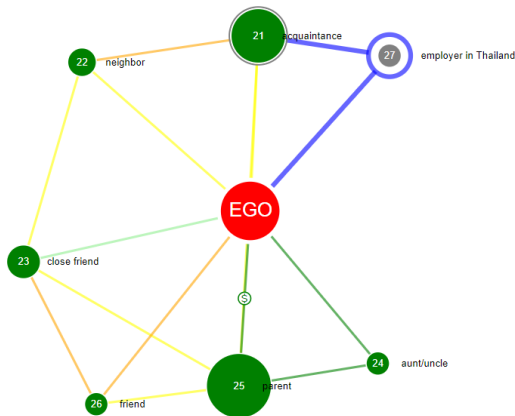 21 acquaintance
27 employer in Thailand
22 neighbor
EGO
23 close friend
$
24 aunt/uncle
25 parent
26 friend